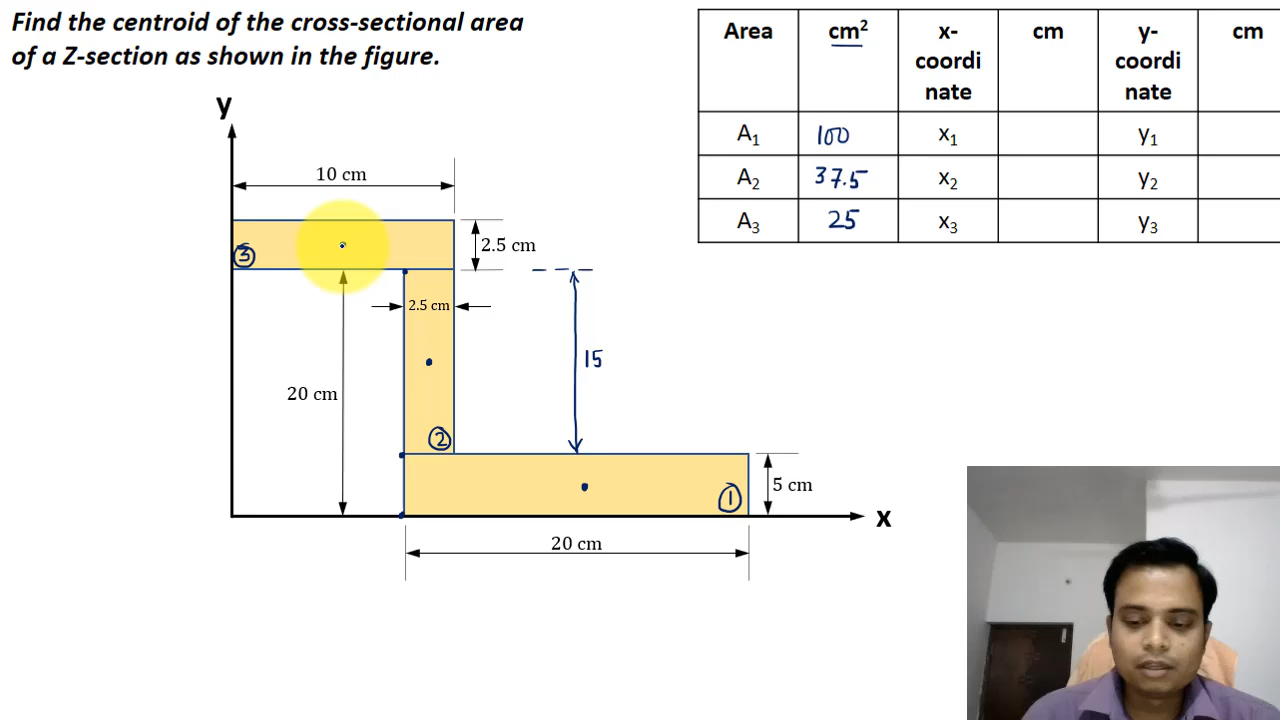 Find the centroid of the cross-sectional area
of a Z-section as shown in the figure.
Area cm² x-coordi nate cm y-coordi nate cm
A₁ 100 x₁ y₁
A₂ 37.5 x₂ y₂
A₃ 25 x₃ y₃
y
10 cm
3
2.5 cm
2.5 cm
15
20 cm
2
1
5 cm
x
20 cm